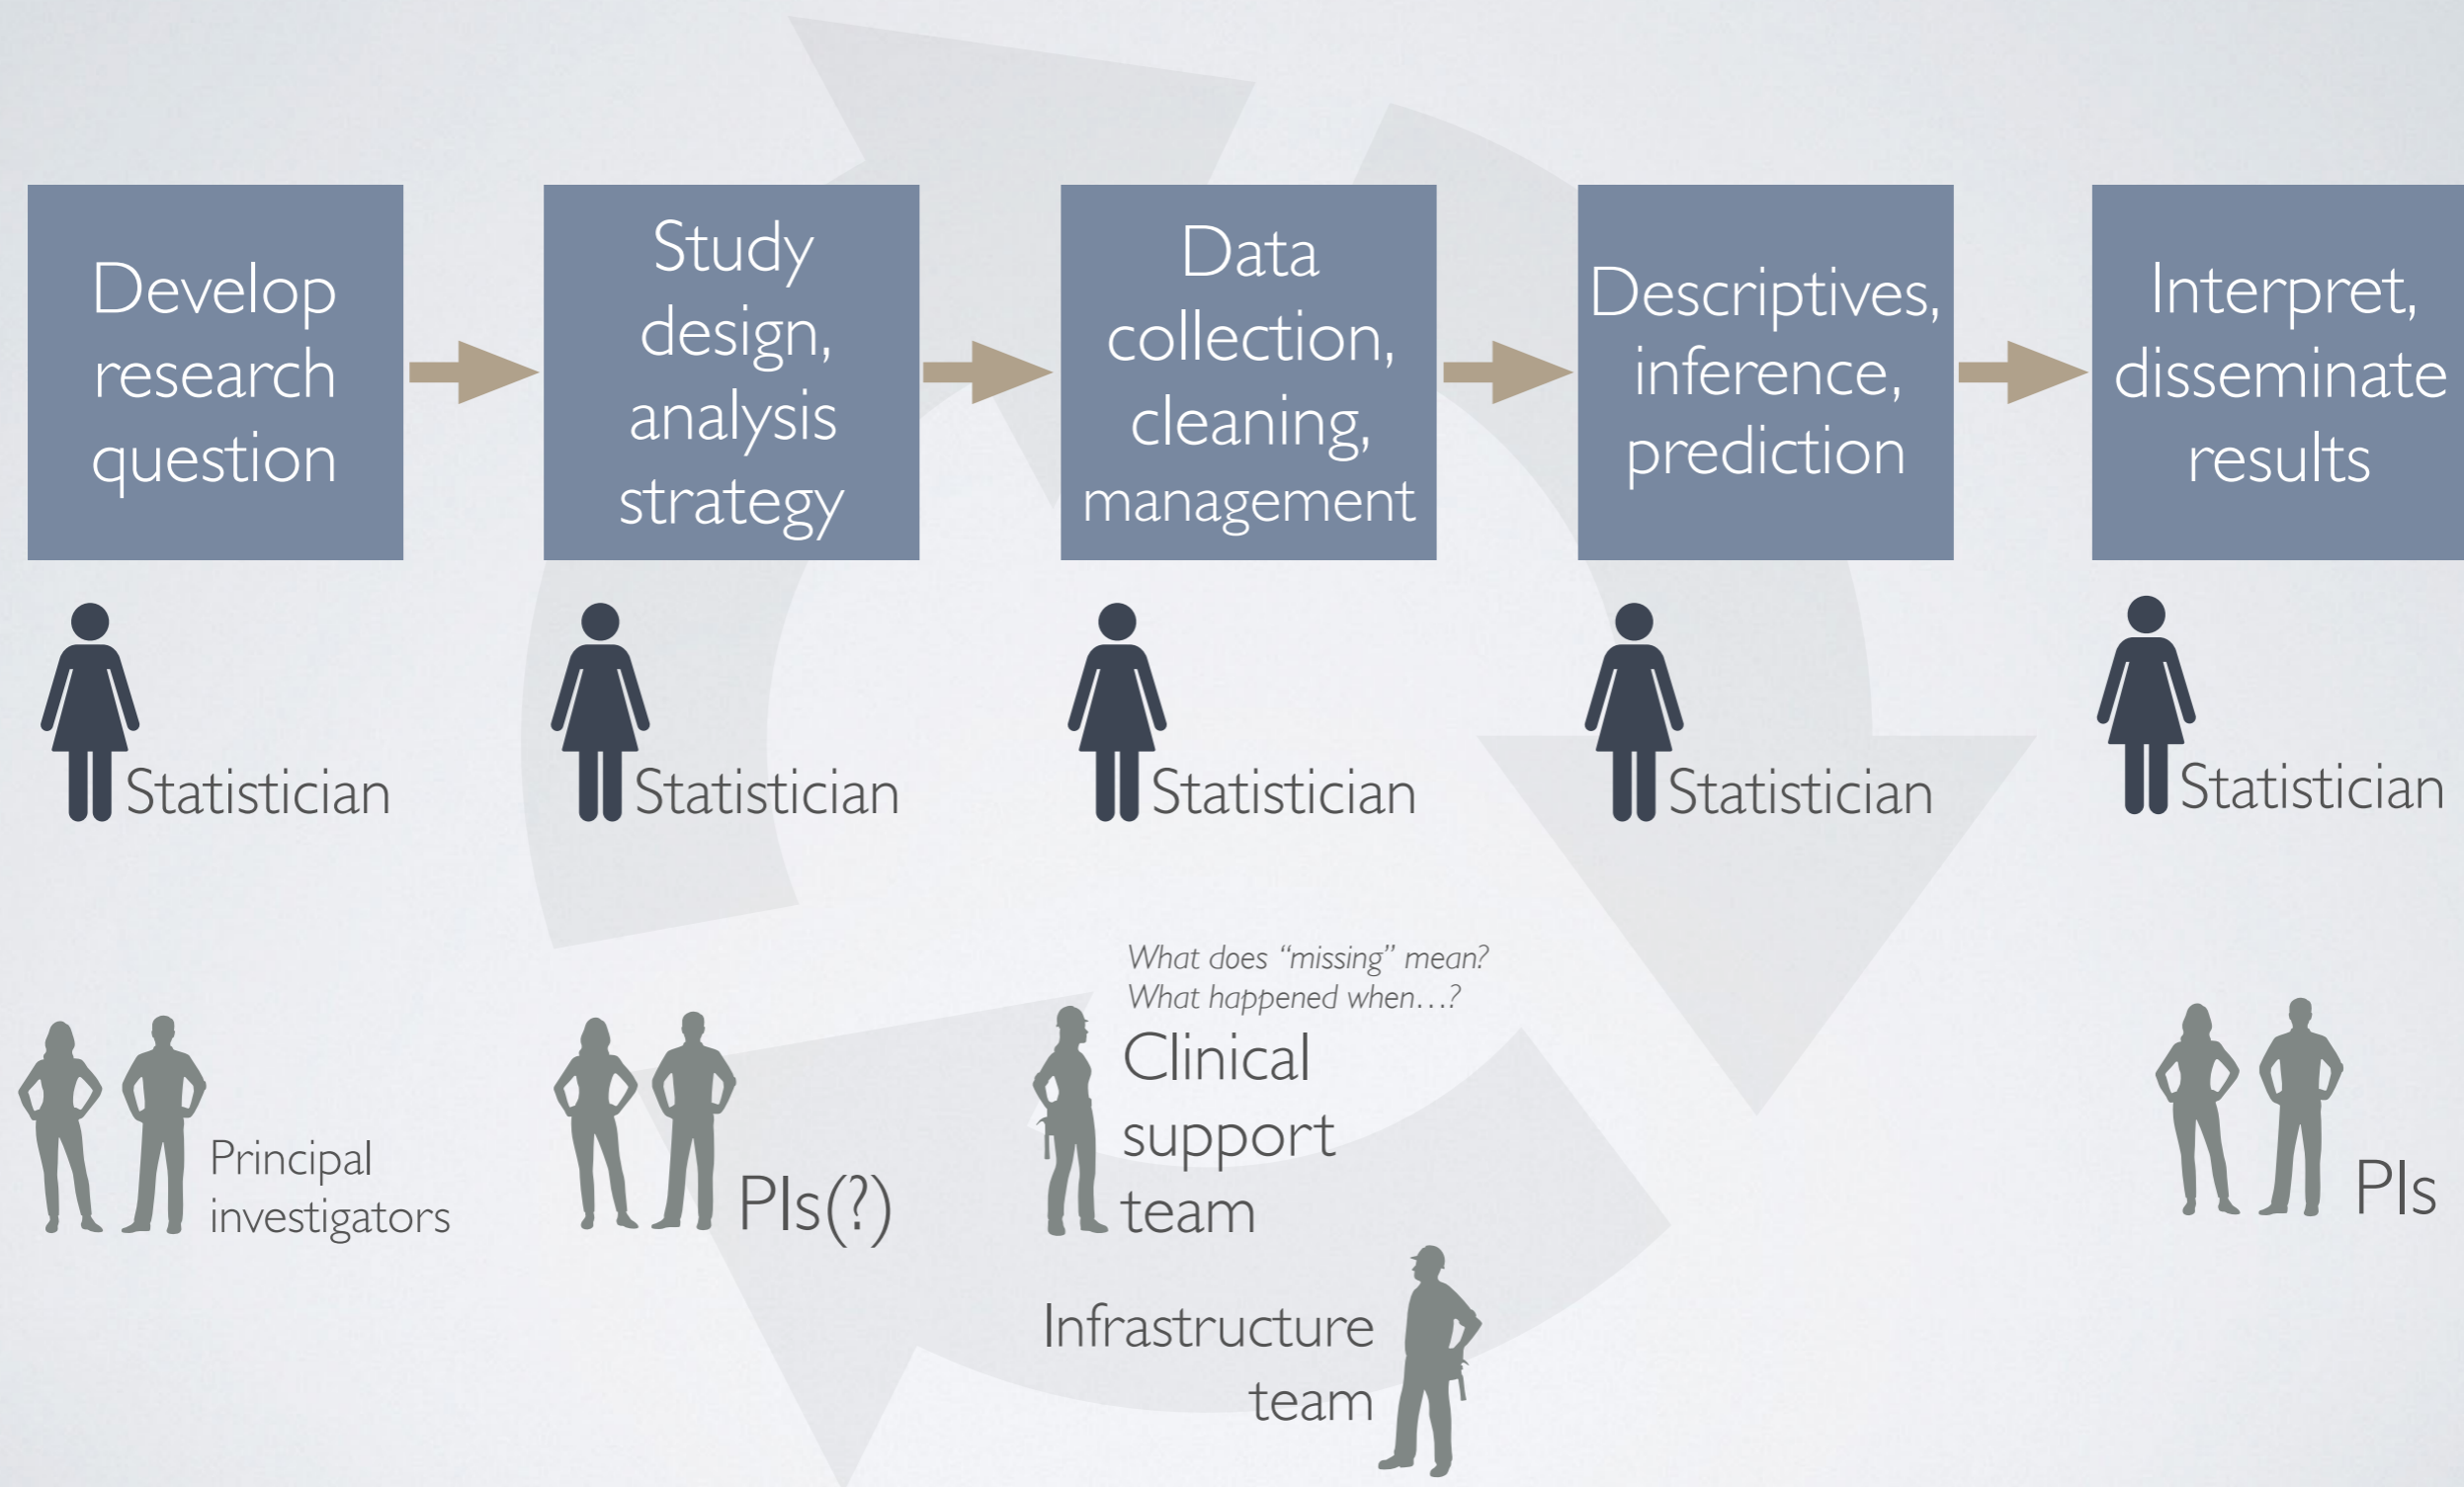 Develop
research
question
Study
design,
analysis
strategy
Data
collection,
cleaning,
management
Descriptives,
inference,
prediction
Interpret,
disseminate
results
Statistician
Statistician
Statistician
Statistician
Statistician
Principal
investigators
PIs(?)
What does “missing” mean?
What happened when…?
Clinical
support
team
Infrastructure
team
PIs